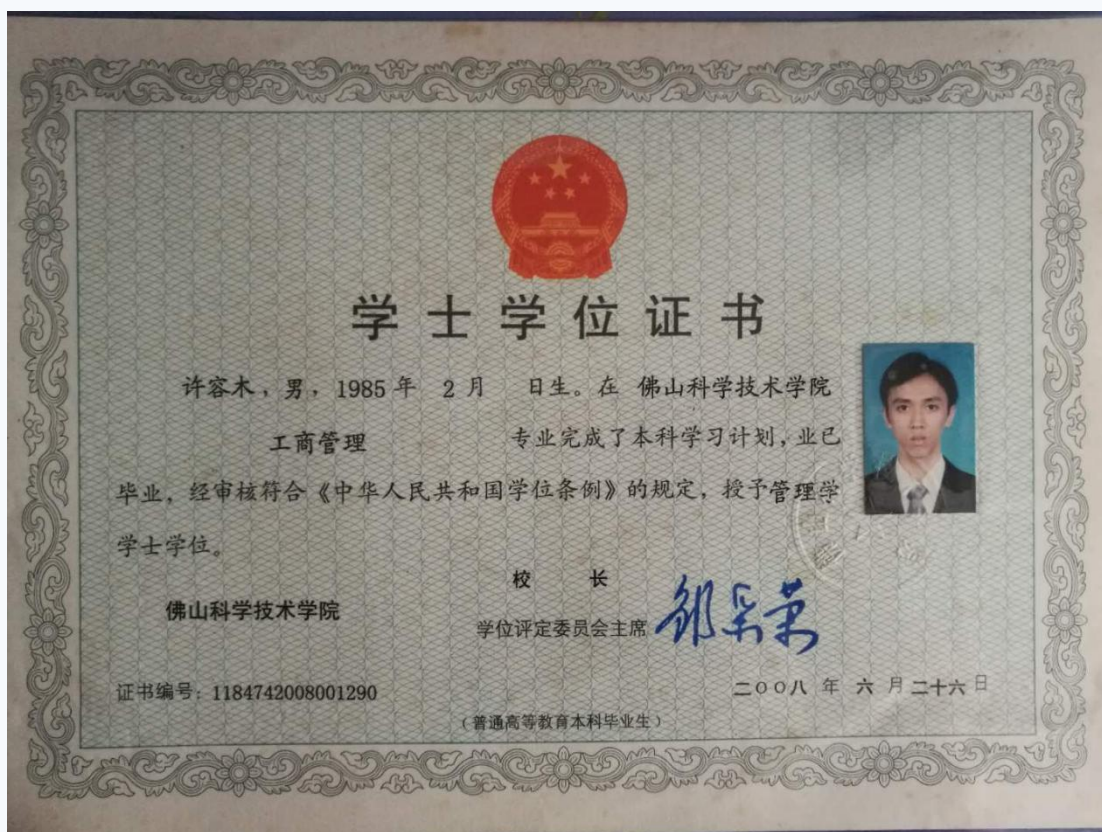 学士学位证书
许容木，男，1985年 2月 日生。在 佛山科学技术学院
工商管理 专业完成了本科学习计划，业已
毕业，经审核符合《中华人民共和国学位条例》的规定，授予管理学
学士学位。
校 长
佛山科学技术学院
学位评定委员会主席
证书编号：1184742008001290
二〇〇八 年 六 月二十六日
（普通高等教育本科毕业生）